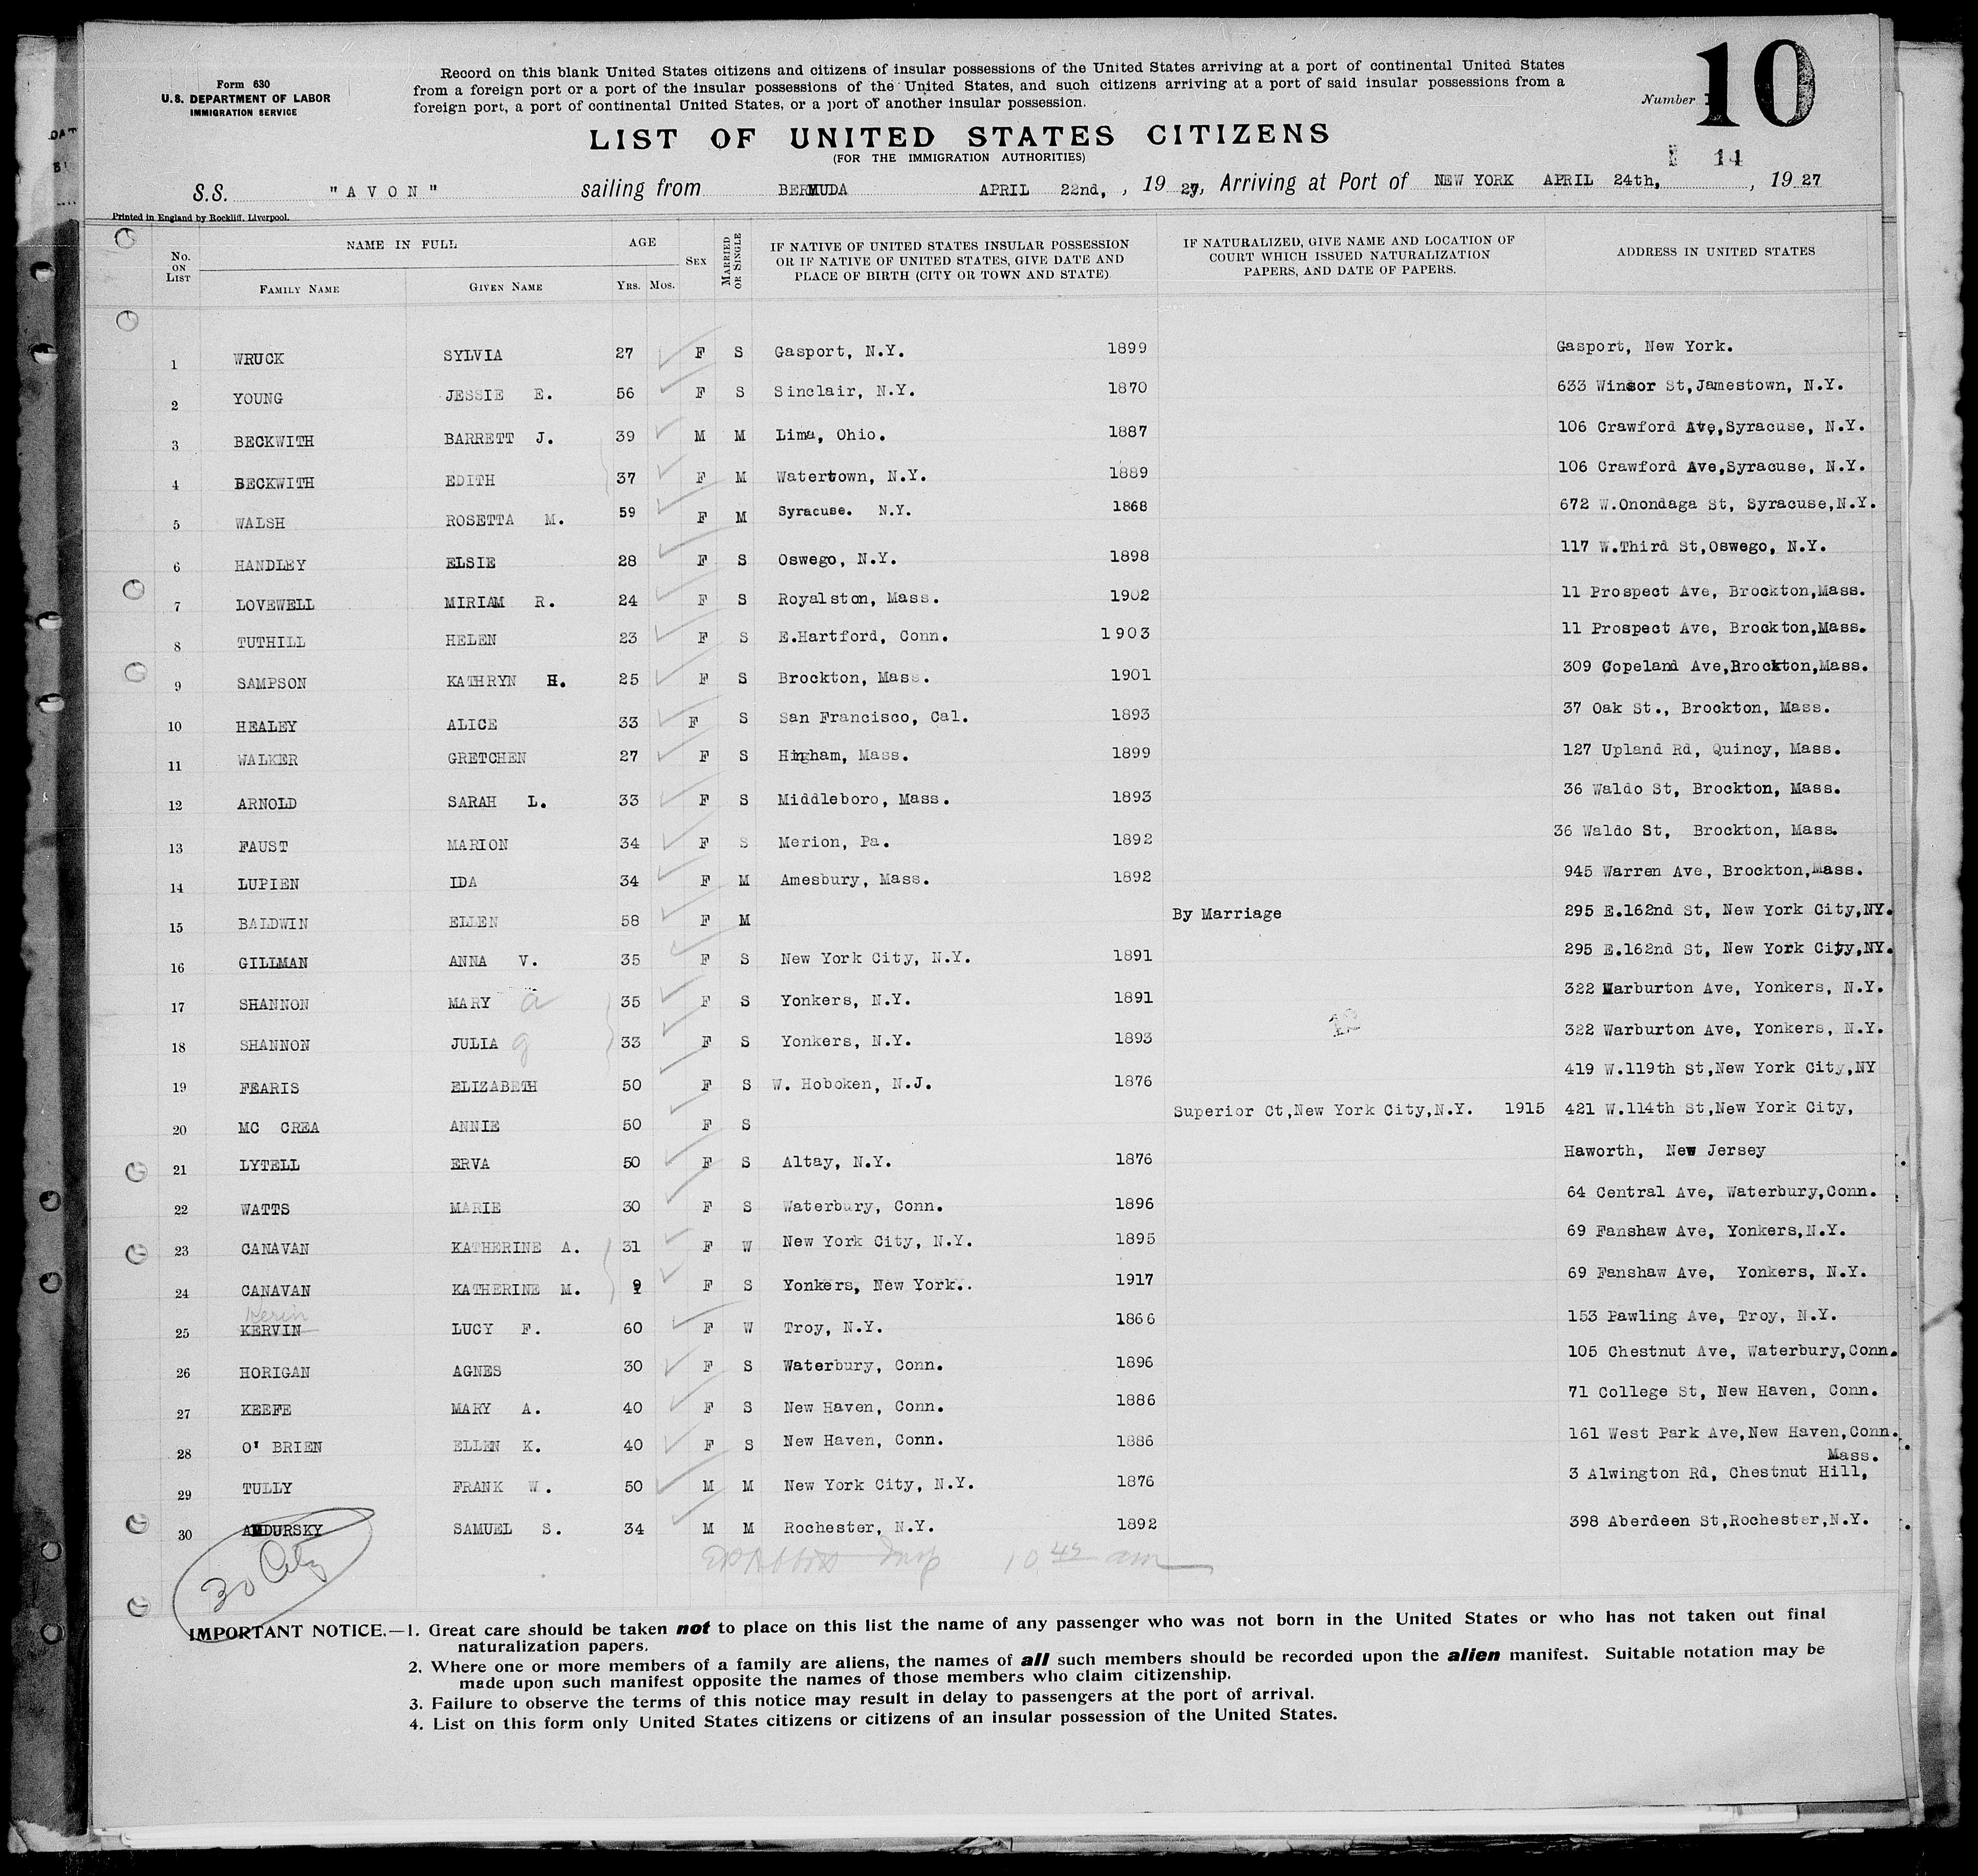 Form 630
U.S. DEPARTMENT OF LABOR
IMMIGRATION SERVICE
Record on this blank United States citizens and citizens of insular possessions of the United States arriving at a port of continental United States
from a foreign port or a port of the insular possessions of the United States, and such citizens arriving at a port of said insular possessions from a
foreign port, a port of continental United States, or a port of another insular possession.
Number 10
LIST OF UNITED STATES CITIZENS
(FOR THE IMMIGRATION AUTHORITIES)
14
S.S. "AVON" sailing from BERMUDA APRIL 22nd, , 19 27, Arriving at Port of NEW YORK APRIL 24th, , 19 27
Printed in England by Rockliff, Liverpool.
No. ON LIST NAME IN FULL FAMILY NAME GIVEN NAME AGE YRS. MOS. SEX MARRIED OR SINGLE IF NATIVE OF UNITED STATES INSULAR POSSESSION OR IF NATIVE OF UNITED STATES, GIVE DATE AND PLACE OF BIRTH (CITY OR TOWN AND STATE) IF NATURALIZED, GIVE NAME AND LOCATION OF COURT WHICH ISSUED NATURALIZATION PAPERS, AND DATE OF PAPERS. ADDRESS IN UNITED STATES
1 WRUCK SYLVIA 27 F S Gasport, N.Y. 1899 Gasport, New York.
2 YOUNG JESSIE E. 56 F S Sinclair, N.Y. 1870 633 Winsor St,Jamestown, N.Y.
3 BECKWITH BARRETT J. 39 M M Lima, Ohio. 1887 106 Crawford Ave,Syracuse, N.Y.
4 BECKWITH EDITH 37 F M Watertown, N.Y. 1889 106 Crawford Ave,Syracuse, N.Y.
5 WALSH ROSETTA M. 59 F M Syracuse. N.Y. 1868 672 W.Onondaga St, Syracuse,N.Y.
6 HANDLEY ELSIE 28 F S Oswego, N.Y. 1898 117 W.Third St,Oswego, N.Y.
7 LOVEWELL MIRIAM R. 24 F S Royalston, Mass. 1902 11 Prospect Ave, Brockton,Mass.
8 TUTHILL HELEN 23 F S E.Hartford, Conn. 1903 11 Prospect Ave, Brockton,Mass.
9 SAMPSON KATHRYN H. 25 F S Brockton, Mass. 1901 309 Copeland Ave,Brockton,Mass.
10 HEALEY ALICE 33 F S San Francisco, Cal. 1893 37 Oak St., Brockton, Mass.
11 WALKER GRETCHEN 27 F S Hingham, Mass. 1899 127 Upland Rd, Quincy, Mass.
12 ARNOLD SARAH L. 33 F S Middleboro, Mass. 1893 36 Waldo St, Brockton, Mass.
13 FAUST MARION 34 F S Merion, Pa. 1892 36 Waldo St, Brockton, Mass.
14 LUPIEN IDA 34 F M Amesbury, Mass. 1892 945 Warren Ave, Brockton,Mass.
15 BALDWIN ELLEN 58 F M By Marriage 295 E.162nd St, New York City,NY.
16 GILLMAN ANNA V. 35 F S New York City, N.Y. 1891 295 E.162nd St, New York City,NY.
17 SHANNON MARY a 35 F S Yonkers, N.Y. 1891 322 Warburton Ave, Yonkers, N.Y.
12
18 SHANNON JULIA g 33 F S Yonkers, N.Y. 1893 322 Warburton Ave, Yonkers, N.Y.
19 FEARIS ELIZABETH 50 F S W. Hoboken, N.J. 1876 419 W.119th St,New York City,NY
20 MC CREA ANNIE 50 F S Superior Ct,New York City,N.Y. 1915 421 W.114th St,New York City,
21 LYTELL ERVA 50 F S Altay, N.Y. 1876 Haworth, New Jersey
22 WATTS MARIE 30 F S Waterbury, Conn. 1896 64 Central Ave, Waterbury,Conn.
23 CANAVAN KATHERINE A. 31 F W New York City, N.Y. 1895 69 Fanshaw Ave, Yonkers,N.Y.
24 CANAVAN KATHERINE M. 9 F S Yonkers, New York.. 1917 69 Fanshaw Ave, Yonkers, N.Y.
Kerin
25 KERVIN LUCY F. 60 F W Troy, N.Y. 1866 153 Pawling Ave, Troy, N.Y.
26 HORIGAN AGNES 30 F S Waterbury, Conn. 1896 105 Chestnut Ave, Waterbury,Conn.
27 KEEFE MARY A. 40 F S New Haven, Conn. 1886 71 College St, New Haven, Conn.
28 O' BRIEN ELLEN K. 40 F S New Haven, Conn. 1886 161 West Park Ave,New Haven,Conn.
Mass.
29 TULLY FRANK W. 50 M M New York City, N.Y. 1876 3 Alwington Rd, Chestnut Hill,
30 AMDURSKY SAMUEL S. 34 M M Rochester, N.Y. 1892 398 Aberdeen St,Rochester,N.Y.
10 45 am
30 City
IMPORTANT NOTICE.—1. Great care should be taken not to place on this list the name of any passenger who was not born in the United States or who has not taken out final
naturalization papers.
2. Where one or more members of a family are aliens, the names of all such members should be recorded upon the alien manifest. Suitable notation may be
made upon such manifest opposite the names of those members who claim citizenship.
3. Failure to observe the terms of this notice may result in delay to passengers at the port of arrival.
4. List on this form only United States citizens or citizens of an insular possession of the United States.